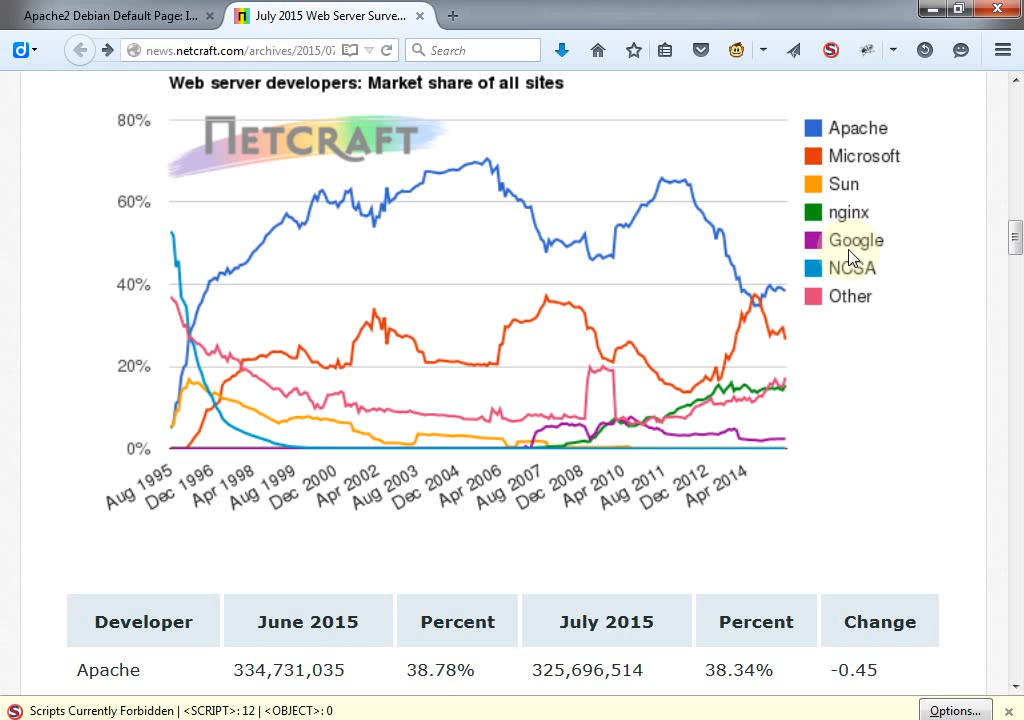 Apache2 Debian Default Page: I...
July 2015 Web Server Surve...
news.netcraft.com/archives/2015/07
Search
Web server developers: Market share of all sites
NETCRAFT
80%
60%
40%
20%
0%
Apache
Microsoft
Sun
nginx
Google
NCSA
Other
Aug 1995
Dec 1996
Apr 1998
Aug 1999
Dec 2000
Apr 2002
Aug 2003
Dec 2004
Apr 2006
Aug 2007
Dec 2008
Apr 2010
Aug 2011
Dec 2012
Apr 2014
Developer June 2015 Percent July 2015 Percent Change
Apache 334,731,035 38.78% 325,696,514 38.34% -0.45
Scripts Currently Forbidden | <SCRIPT>: 12 | <OBJECT>: 0
Options...